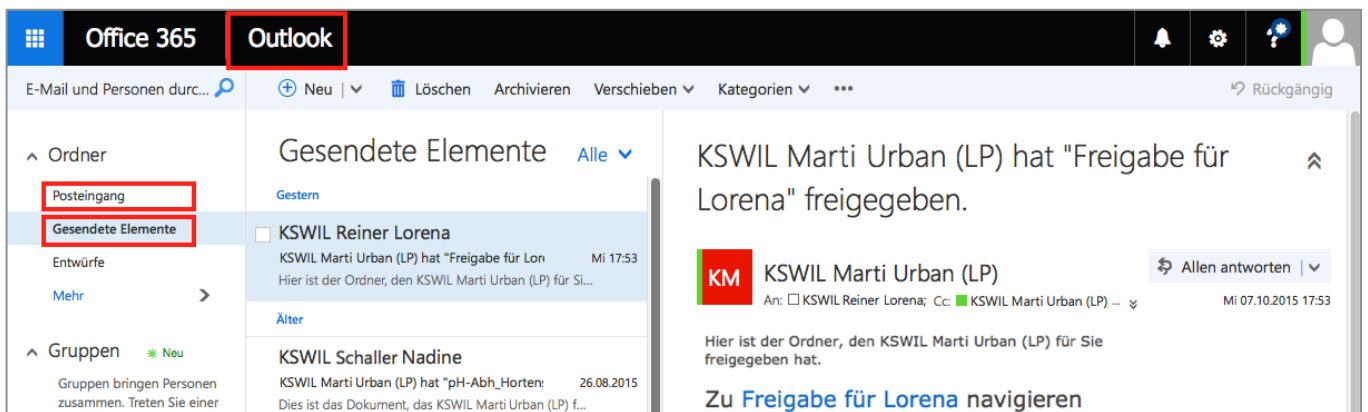 Office 365 Outlook
E-Mail und Personen durc... Neu Löschen Archivieren Verschieben Kategorien ••• Rückgängig
Ordner
Posteingang
Gesendete Elemente
Entwürfe
Mehr
Gruppen Neu
Gruppen bringen Personen
zusammen. Treten Sie einer
Gesendete Elemente Alle
Gestern
KSWIL Reiner Lorena
KSWIL Marti Urban (LP) hat "Freigabe für Lore Mi 17:53
Hier ist der Ordner, den KSWIL Marti Urban (LP) für Si...
Älter
KSWIL Schaller Nadine
KSWIL Marti Urban (LP) hat "pH-Abh_Hortens 26.08.2015
Dies ist das Dokument, das KSWIL Marti Urban (LP) f...
KSWIL Marti Urban (LP) hat "Freigabe für
Lorena" freigegeben.
KM KSWIL Marti Urban (LP) Allen antworten
An: KSWIL Reiner Lorena; Cc: KSWIL Marti Urban (LP) ... Mi 07.10.2015 17:53
Hier ist der Ordner, den KSWIL Marti Urban (LP) für Sie
freigegeben hat.
Zu Freigabe für Lorena navigieren